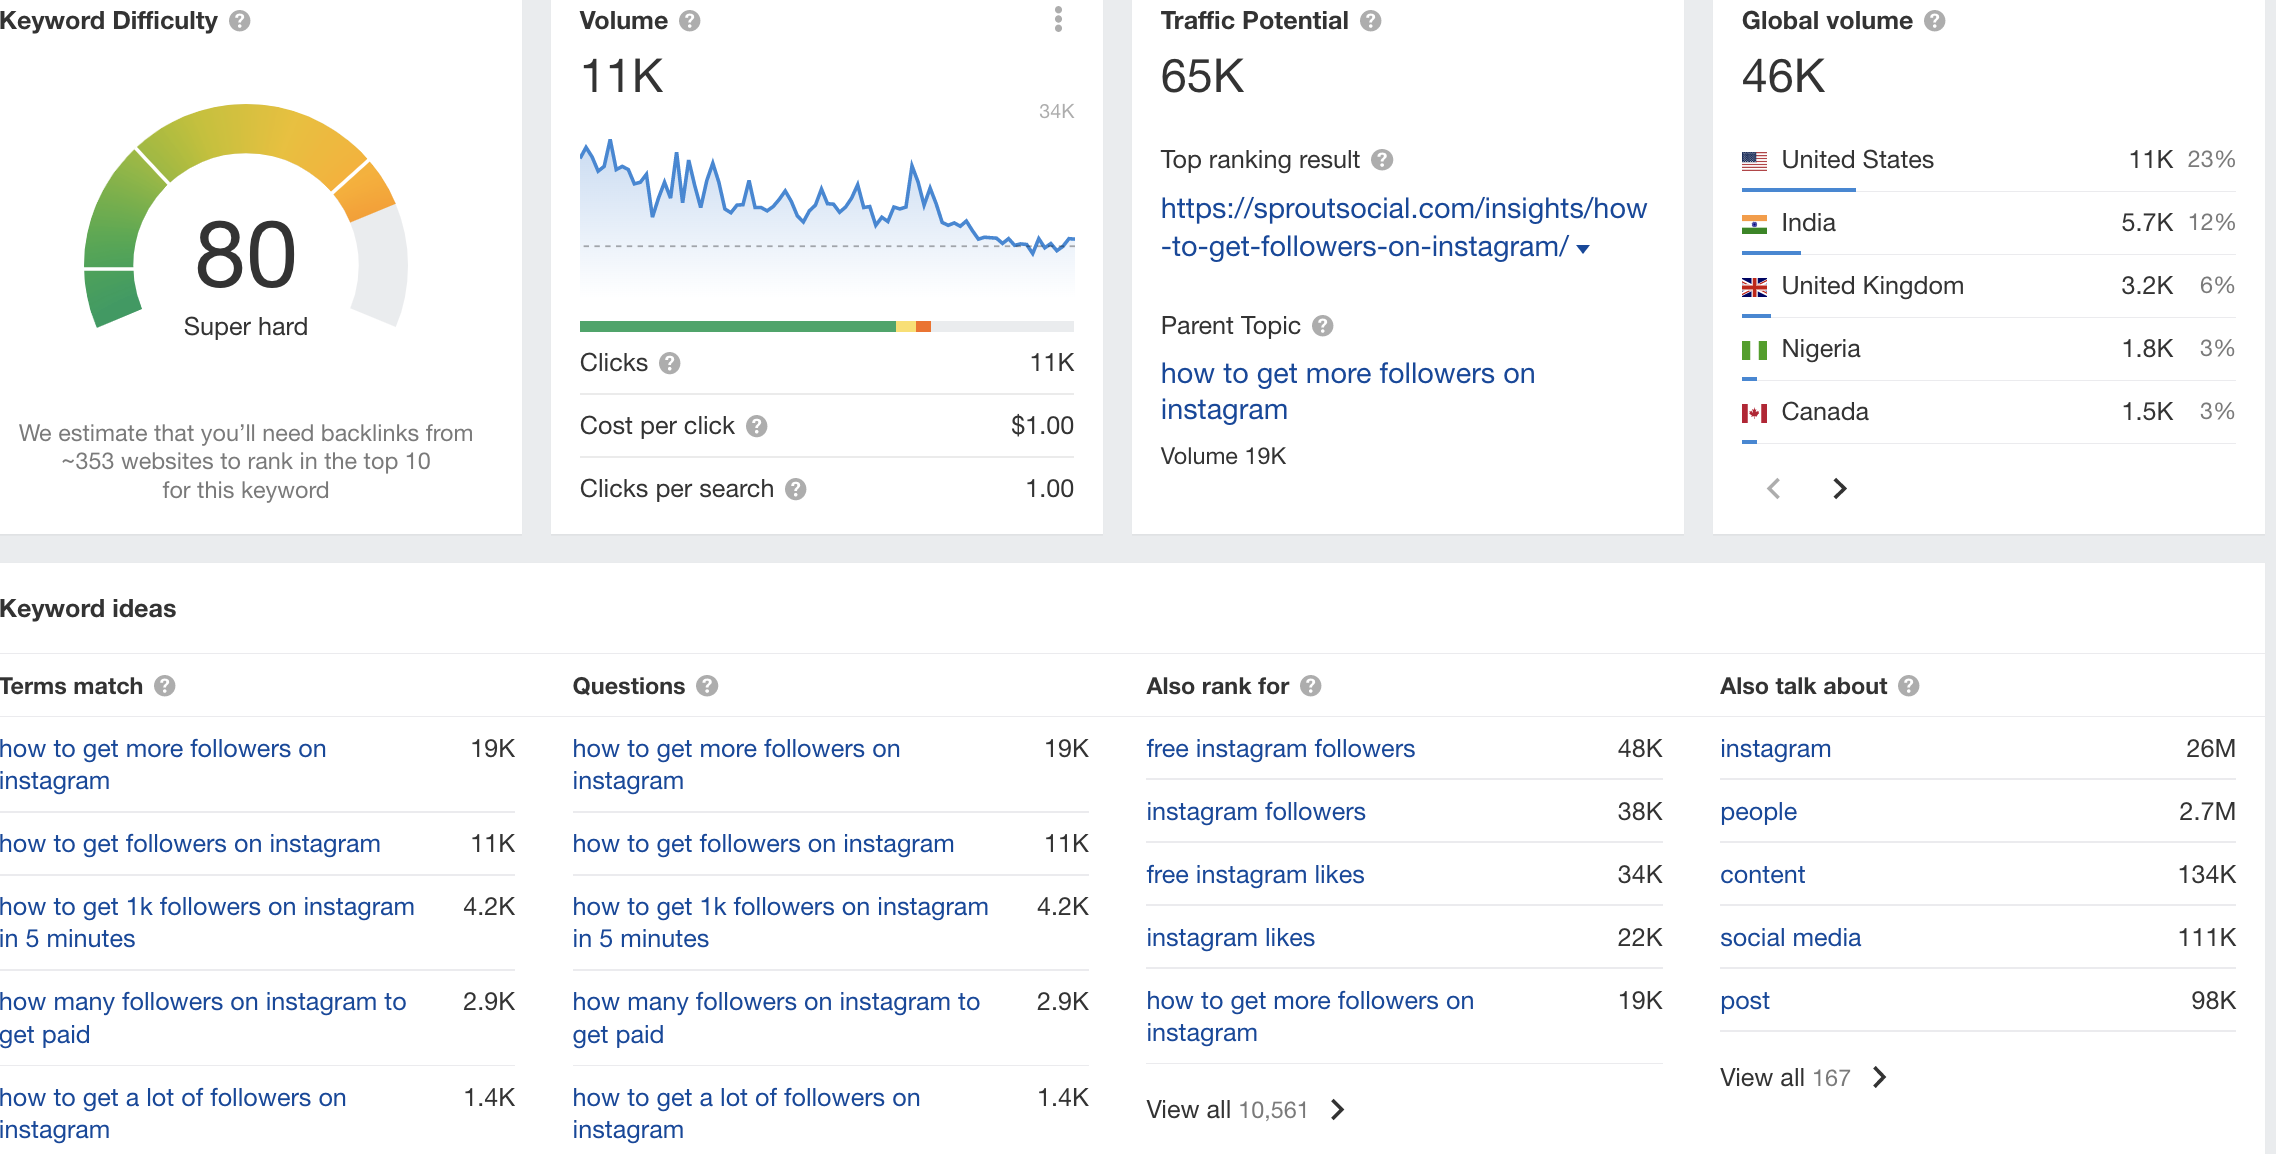 Keyword Difficulty ?
80
Super hard
We estimate that you’ll need backlinks from
~353 websites to rank in the top 10
for this keyword
Volume ?
11K
34K
Clicks ? 11K
Cost per click ? $1.00
Clicks per search ? 1.00
Traffic Potential ?
65K
Top ranking result ?
https://sproutsocial.com/insights/how
-to-get-followers-on-instagram/
Parent Topic ?
how to get more followers on
instagram
Volume 19K
Global volume ?
46K
United States 11K 23%
India 5.7K 12%
United Kingdom 3.2K 6%
Nigeria 1.8K 3%
Canada 1.5K 3%
Keyword ideas
Terms match ?
how to get more followers on 19K
instagram
how to get followers on instagram 11K
how to get 1k followers on instagram 4.2K
in 5 minutes
how many followers on instagram to 2.9K
get paid
how to get a lot of followers on 1.4K
instagram
Questions ?
how to get more followers on 19K
instagram
how to get followers on instagram 11K
how to get 1k followers on instagram 4.2K
in 5 minutes
how many followers on instagram to 2.9K
get paid
how to get a lot of followers on 1.4K
instagram
Also rank for ?
free instagram followers 48K
instagram followers 38K
free instagram likes 34K
instagram likes 22K
how to get more followers on 19K
instagram
View all 10,561
Also talk about ?
instagram 26M
people 2.7M
content 134K
social media 111K
post 98K
View all 167